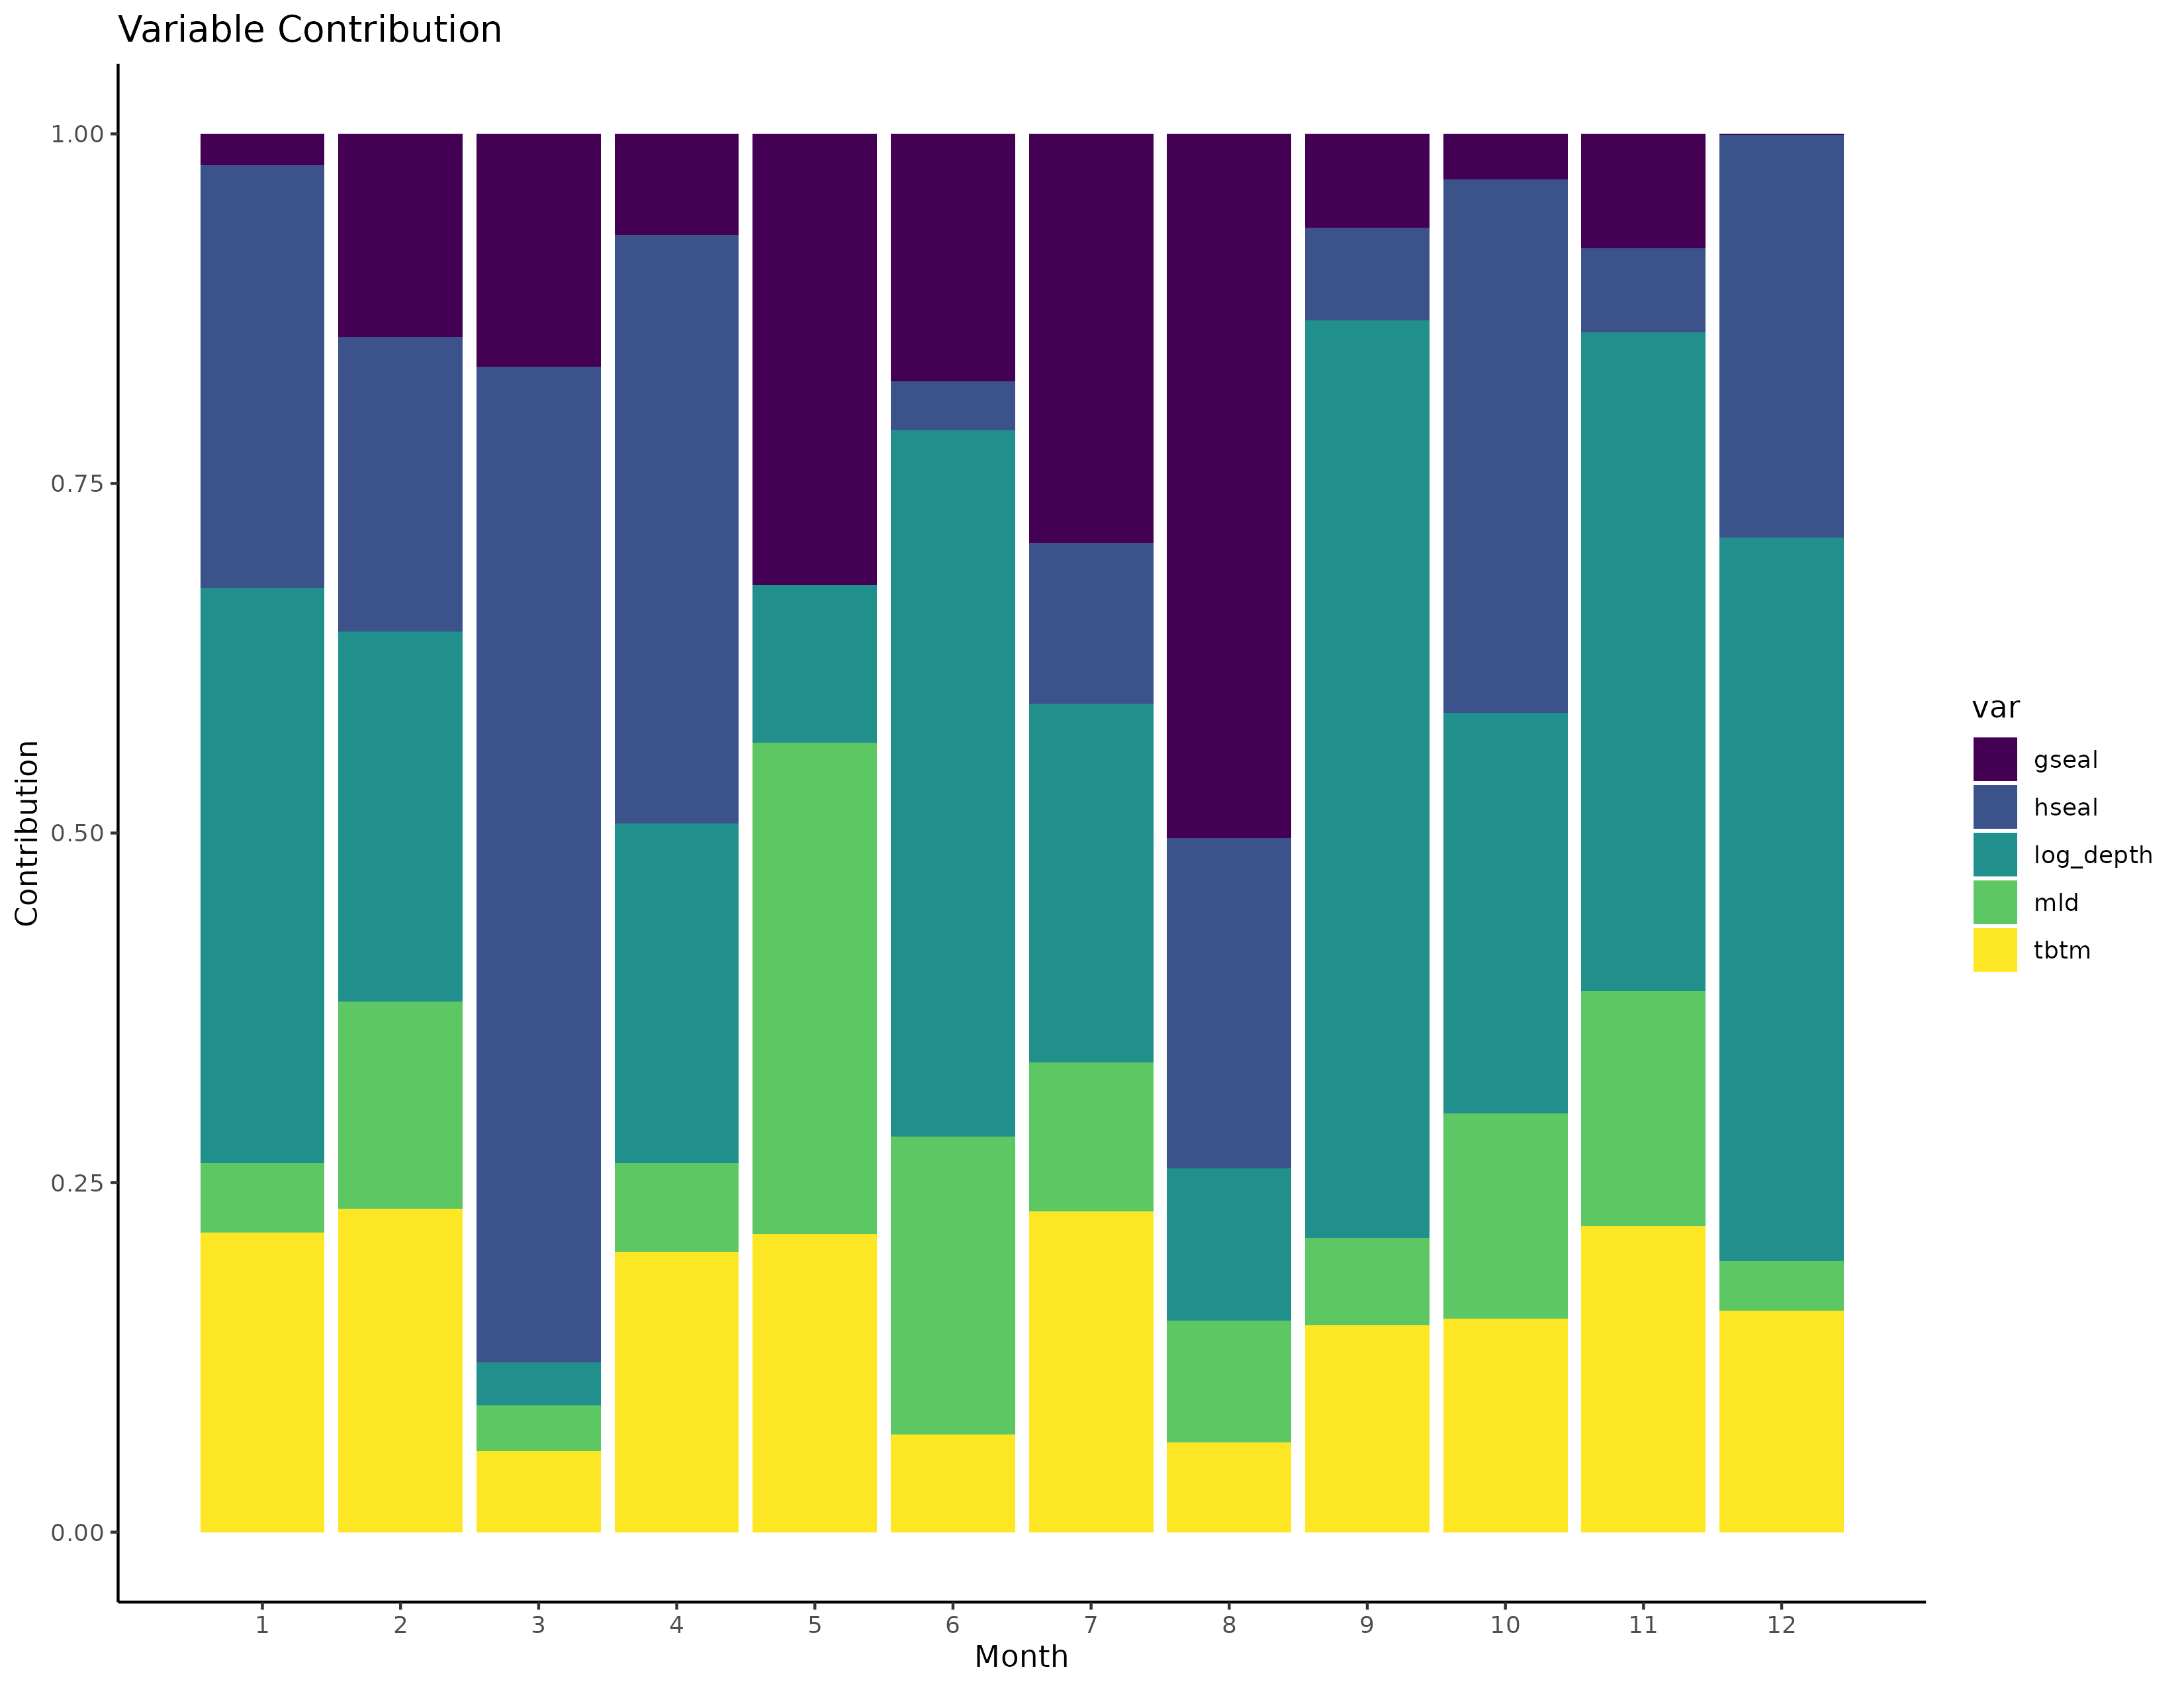 Variable Contribution
Contribution
1.00
0.75
0.50
0.25
0.00
1 2 3 4 5 6 7 8 9 10 11 12
Month
var
gseal
hseal
log_depth
mld
tbtm